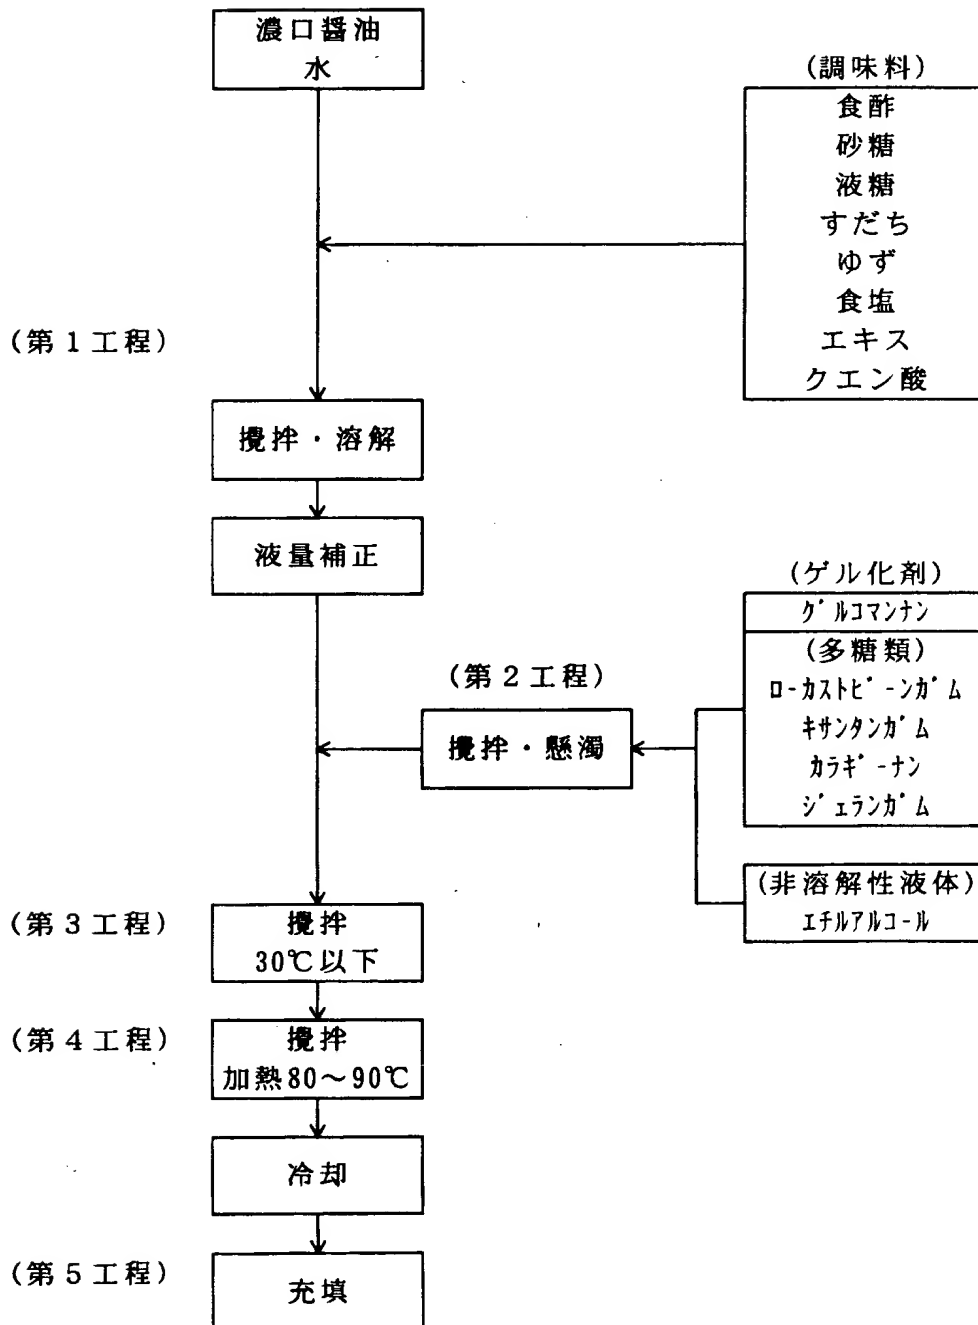 濃口醤油
水
(調味料)
食酢
砂糖
液糖
すだち
ゆず
食塩
エキス
クエン酸
(第1工程)
攪拌・溶解
液量補正
(ゲル化剤)
グルコマンナン
(多糖類)
ローカストビーンガム
キサンタンガム
カラギーナン
ジェランガム
(第2工程)
攪拌・懸濁
(非溶解性液体)
エチルアルコール
(第3工程)
攪拌
30℃以下
(第4工程)
攪拌
加熱80～90℃
冷却
(第5工程)
充填